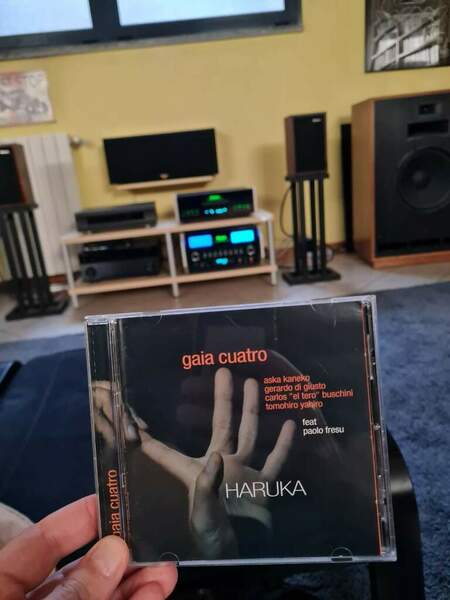 gaia cuatro
aska kaneko
gerardo di giusto
carlos "el tero" buschini
tomohiro yahiro
feat
paolo fresu
HARUKA
gaia cuatro